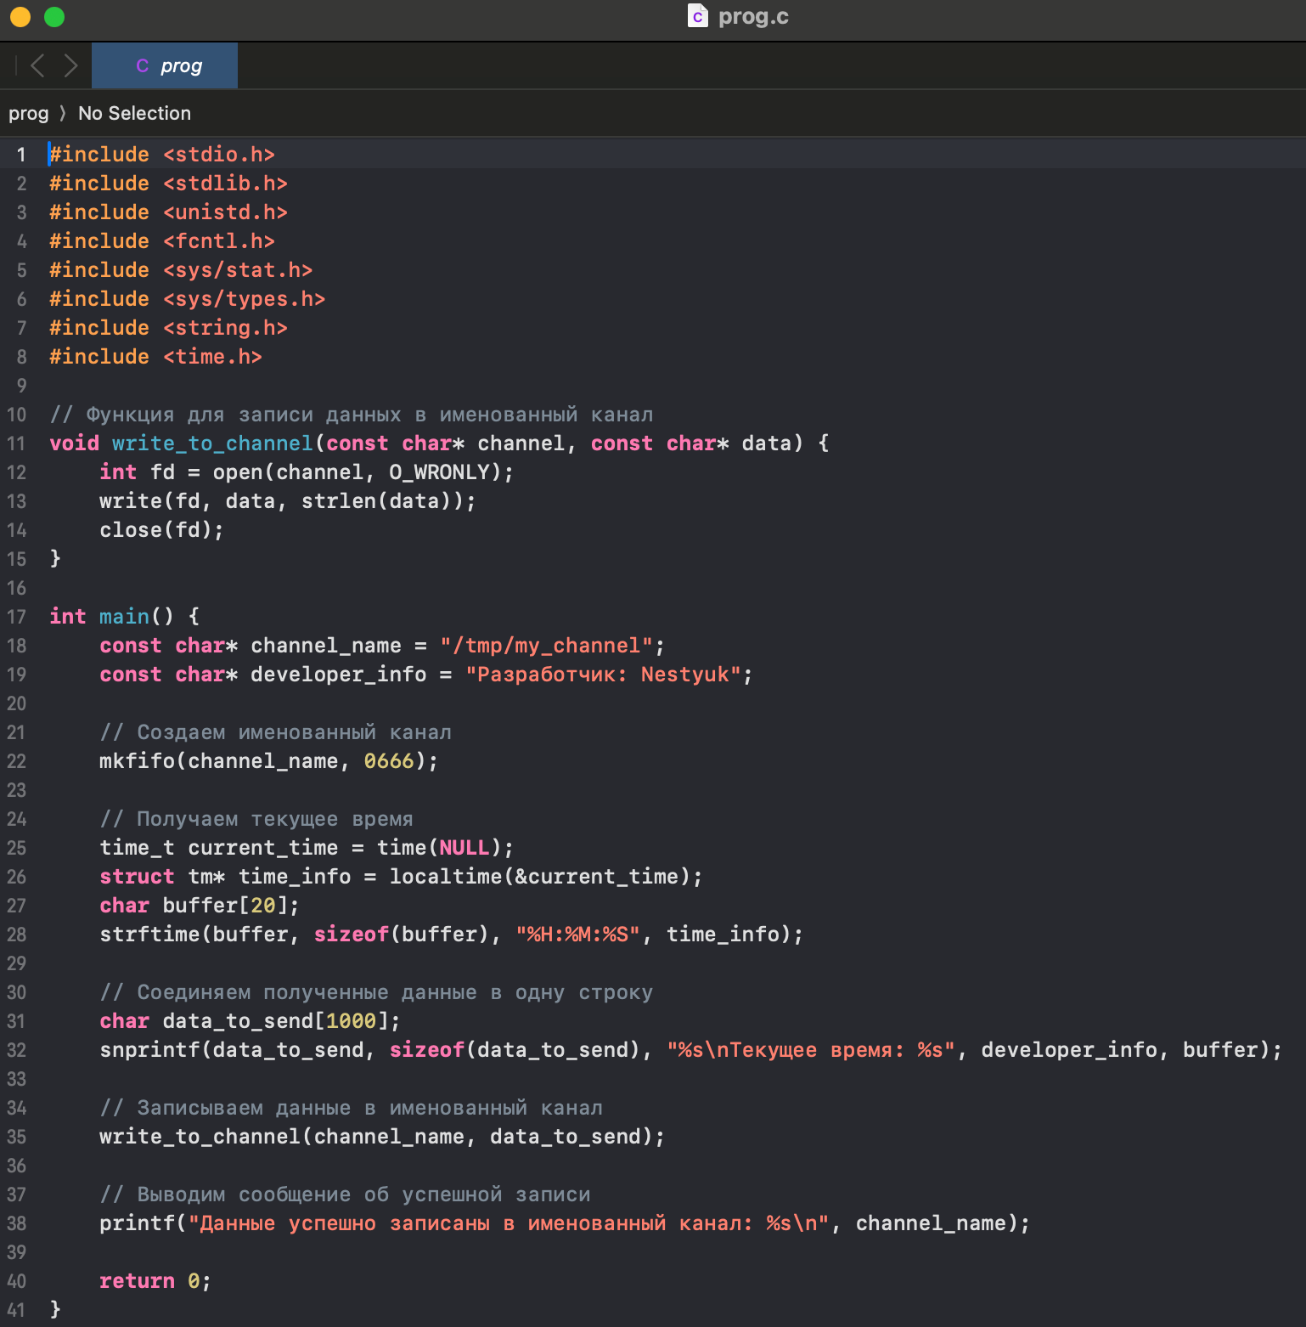 prog.c
C prog
prog 〉 No Selection
1 #include <stdio.h>
2 #include <stdlib.h>
3 #include <unistd.h>
4 #include <fcntl.h>
5 #include <sys/stat.h>
6 #include <sys/types.h>
7 #include <string.h>
8 #include <time.h>
9
10 // Функция для записи данных в именованный канал
11 void write_to_channel(const char* channel, const char* data) {
12     int fd = open(channel, O_WRONLY);
13     write(fd, data, strlen(data));
14     close(fd);
15 }
16
17 int main() {
18     const char* channel_name = "/tmp/my_channel";
19     const char* developer_info = "Разработчик: Nestyuk";
20
21     // Создаем именованный канал
22     mkfifo(channel_name, 0666);
23
24     // Получаем текущее время
25     time_t current_time = time(NULL);
26     struct tm* time_info = localtime(&current_time);
27     char buffer[20];
28     strftime(buffer, sizeof(buffer), "%H:%M:%S", time_info);
29
30     // Соединяем полученные данные в одну строку
31     char data_to_send[1000];
32     snprintf(data_to_send, sizeof(data_to_send), "%s\nТекущее время: %s", developer_info, buffer);
33
34     // Записываем данные в именованный канал
35     write_to_channel(channel_name, data_to_send);
36
37     // Выводим сообщение об успешной записи
38     printf("Данные успешно записаны в именованный канал: %s\n", channel_name);
39
40     return 0;
41 }